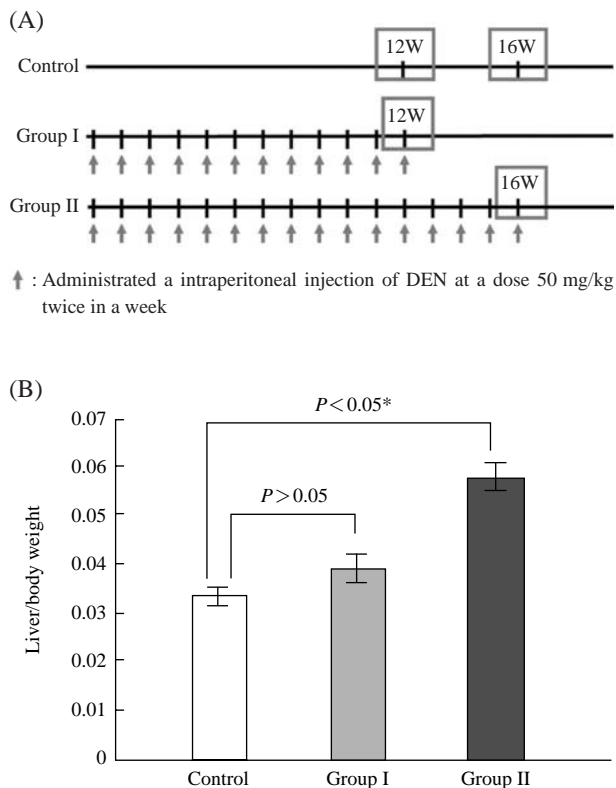 (A)
12W 16W
Control
12W
Group I
16W
Group II
: Administrated a intraperitoneal injection of DEN at a dose 50 mg/kg
twice in a week
(B)
0.07
P<0.05*
0.06
P>0.05
0.05
0.04
0.03
0.02
0.01
0
Liver/body weight
Control Group I Group II